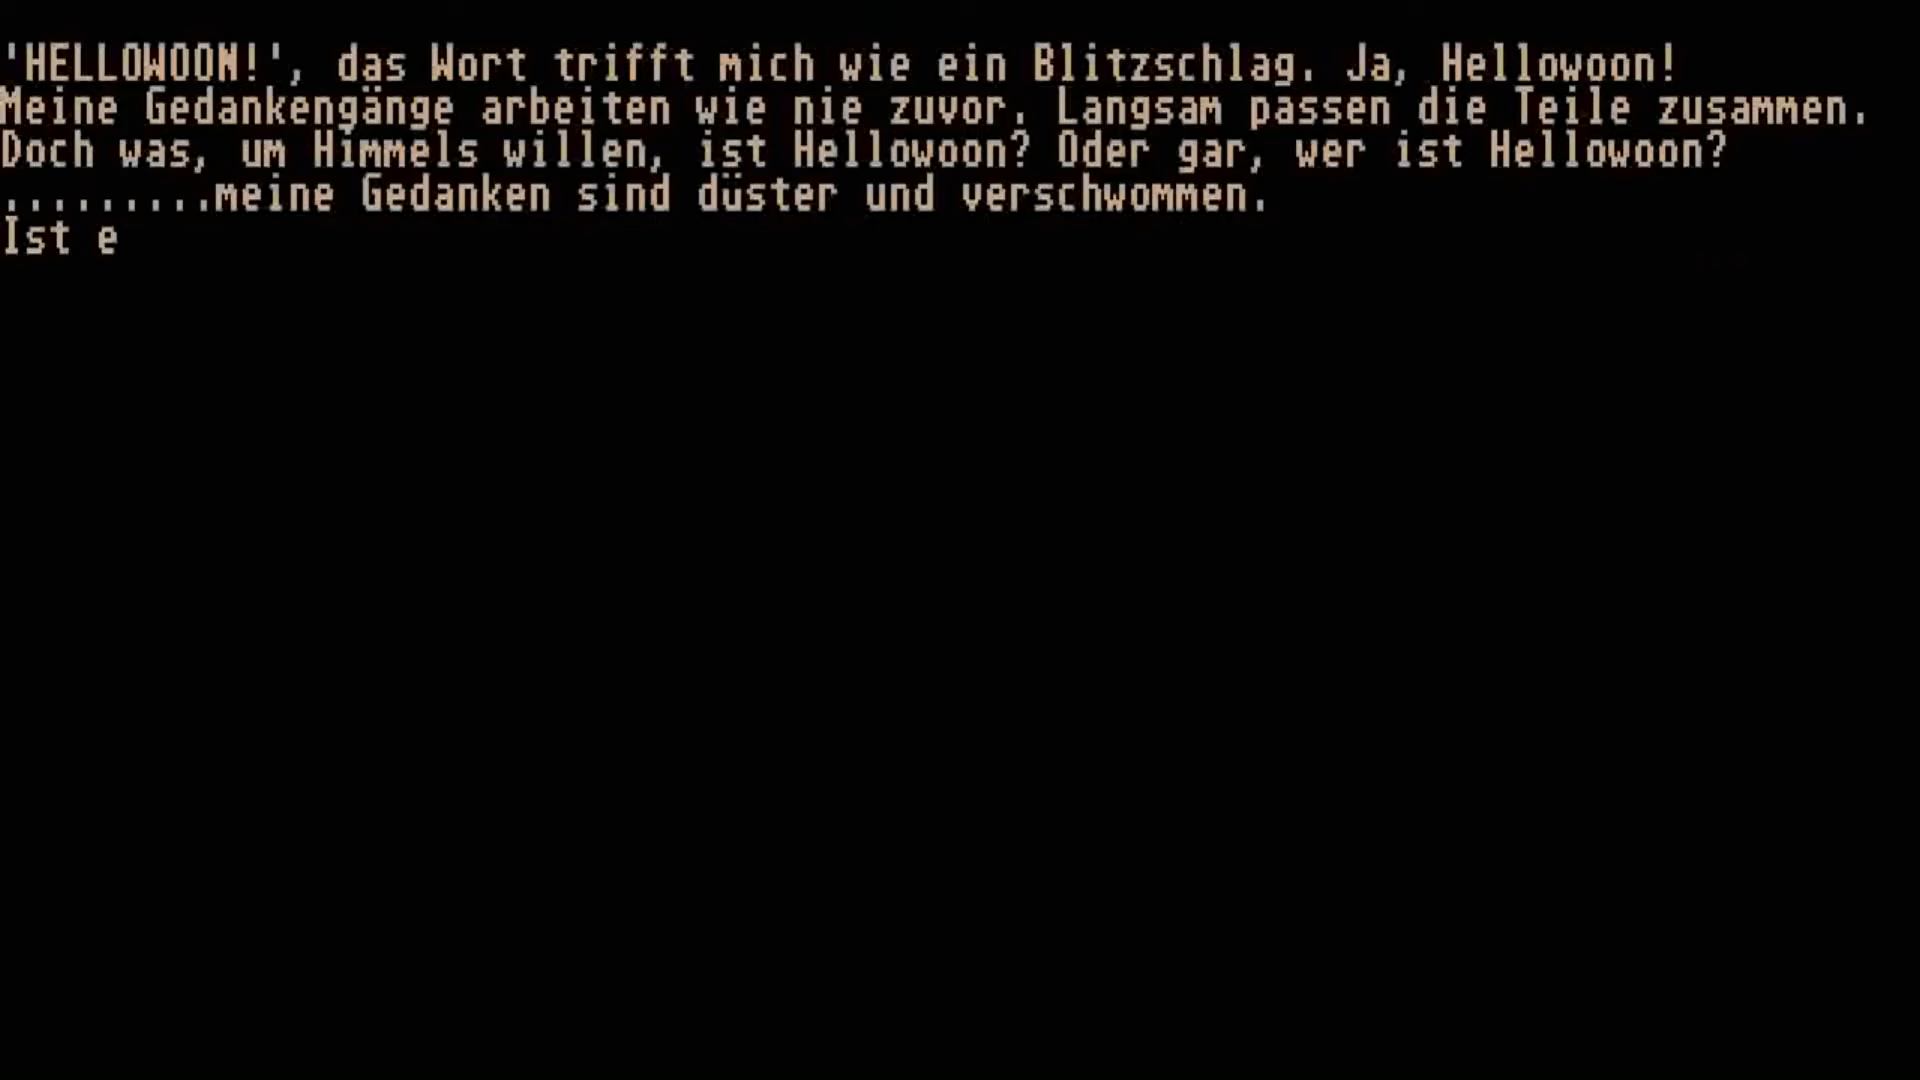 'HELLOWOON!', das Wort trifft mich wie ein Blitzschlag. Ja, Hellowoon!
Meine Gedankengänge arbeiten wie nie zuvor. Langsam passen die Teile zusammen.
Doch was, um Himmels willen, ist Hellowoon? Oder gar, wer ist Hellowoon?
.........meine Gedanken sind düster und verschwommen.
Ist e